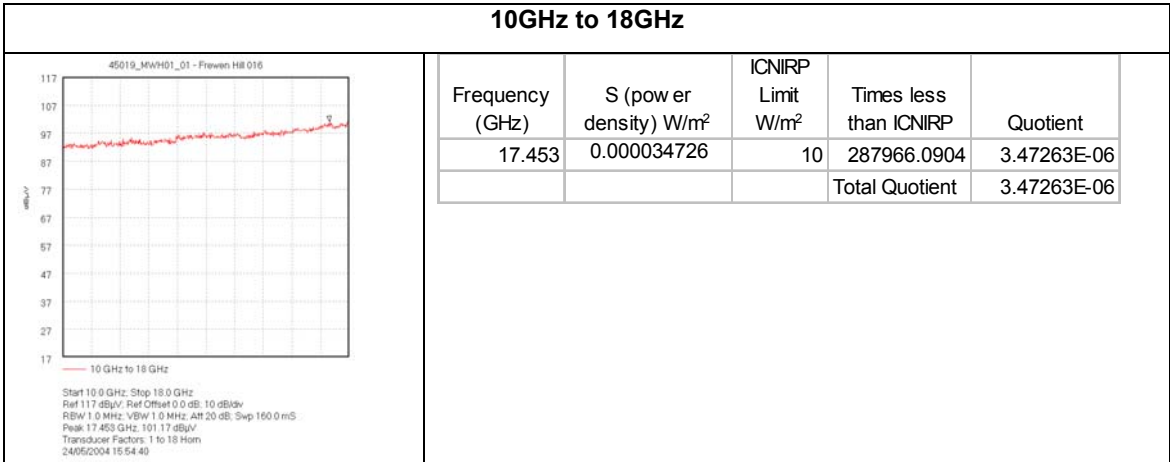 10GHz to 18GHz
45019_MWH01_01 - Frewen Hill 016
117
107
97
87
77
67
57
47
37
27
17
dBµV
10 GHz to 18 GHz
Start 10.0 GHz; Stop 18.0 GHz
Ref 117 dBµV; Ref Offset 0.0 dB; 10 dB/div
RBW 1.0 MHz; VBW 1.0 MHz; Att 20 dB; Swp 160.0 mS
Peak 17.453 GHz, 101.17 dBµV
Transducer Factors: 1 to 18 Horn
24/05/2004 15:54:40
Frequency (GHz) S (pow er density) W/m² ICNIRP Limit W/m² Times less than ICNIRP Quotient
17.453 0.000034726 10 287966.0904 3.47263E-06
Total Quotient 3.47263E-06